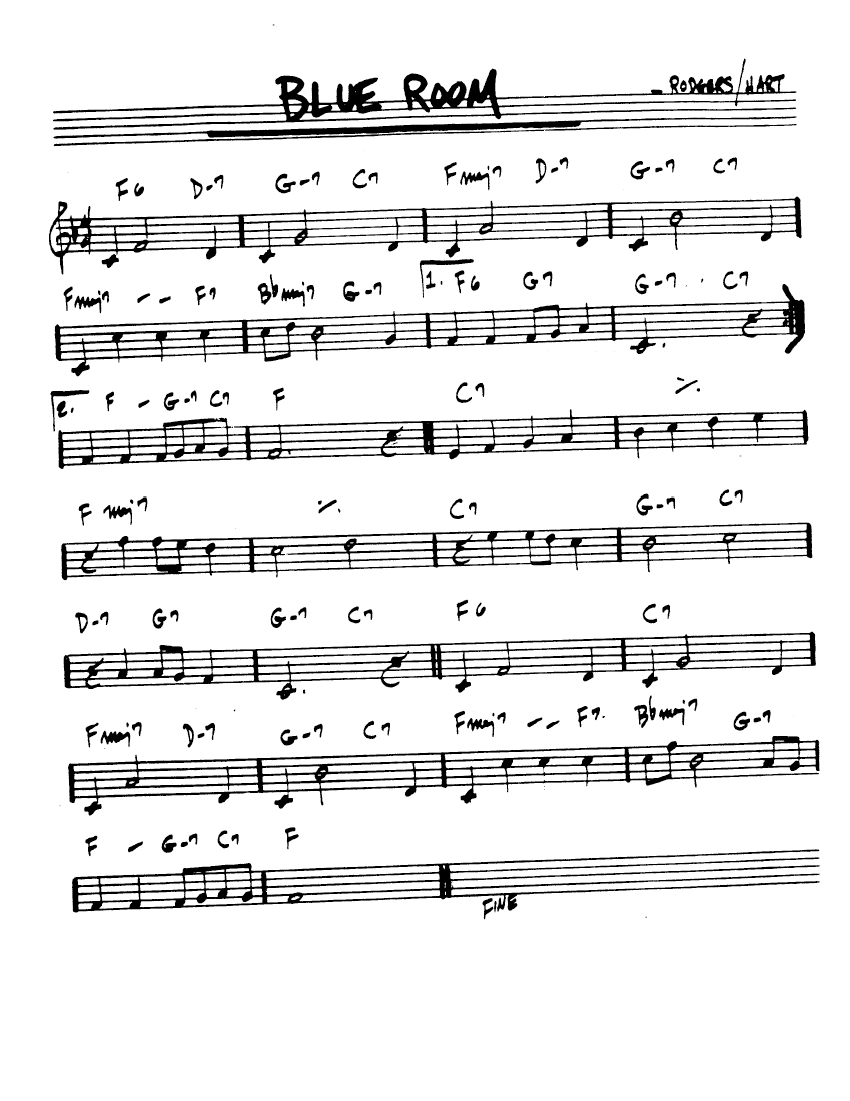 BLUE ROOM
- RODGERS/HART
F6 D-7 G-7 C7 Fmaj7 D-7 G-7 C7
Fmaj7 - - F7 Bbmaj7 G-7 1. F6 G7 G-7 C7
2. F - G-7 C7 F C7 ٪
F maj7 ٪ C7 G-7 C7
D-7 G7 G-7 C7 F6 C7
Fmaj7 D-7 G-7 C7 Fmaj7 - - F7. Bbmaj7 G-7
F - G-7 C7 F
FINE